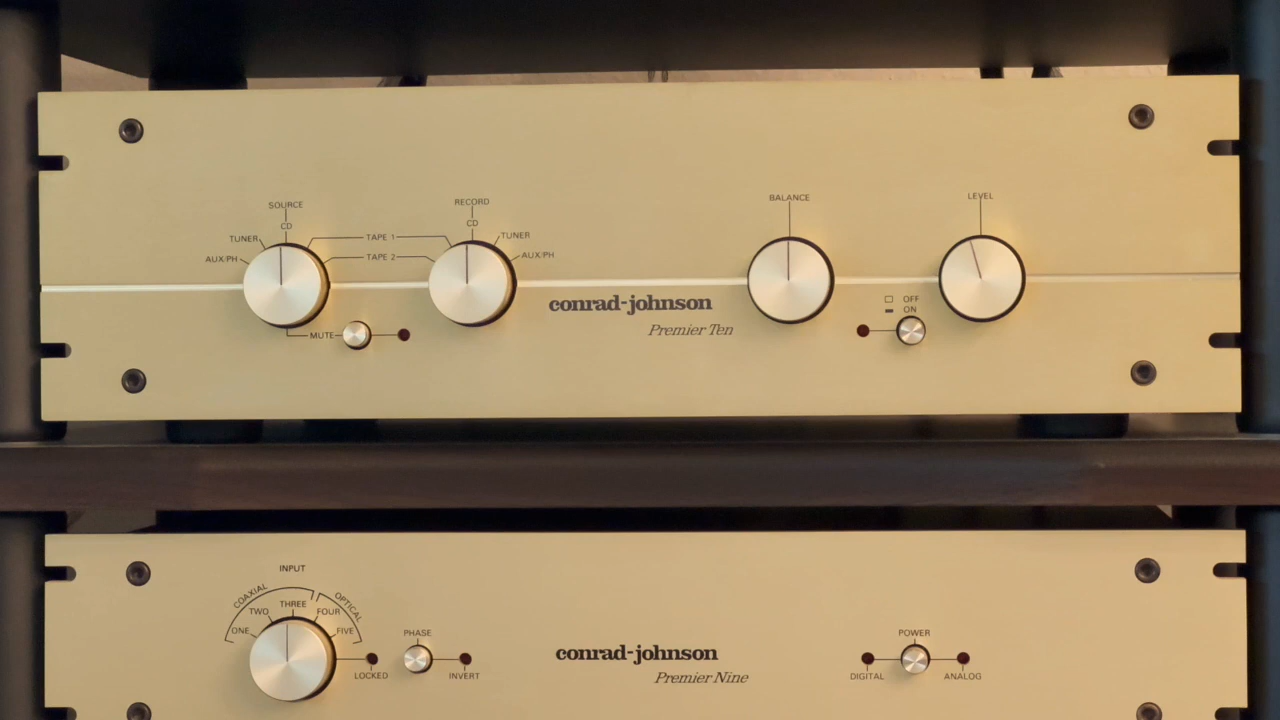 SOURCE
CD
TUNER
AUX/PH
TAPE 1
TAPE 2
RECORD
CD
TUNER
AUX/PH
MUTE
conrad-johnson
Premier Ten
BALANCE
OFF
ON
LEVEL
INPUT
COAXIAL
OPTICAL
ONE
TWO
THREE
FOUR
FIVE
LOCKED
PHASE
INVERT
conrad-johnson
Premier Nine
POWER
DIGITAL
ANALOG